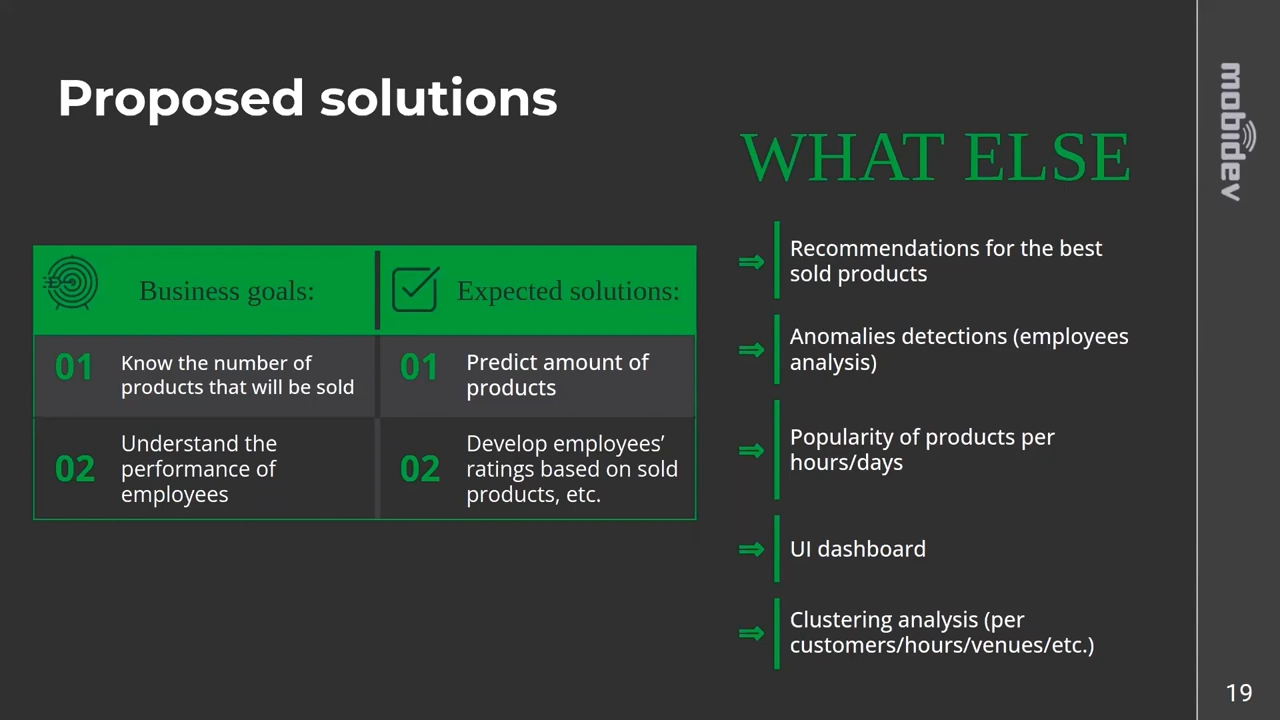 Proposed solutions
Business goals:
Expected solutions:
01
Know the number of
products that will be sold
01
Predict amount of
products
02
Understand the
performance of
employees
02
Develop employees’
ratings based on sold
products, etc.
WHAT ELSE
⇒ Recommendations for the best
sold products
⇒ Anomalies detections (employees
analysis)
⇒ Popularity of products per
hours/days
⇒ UI dashboard
⇒ Clustering analysis (per
customers/hours/venues/etc.)
mobidev
19